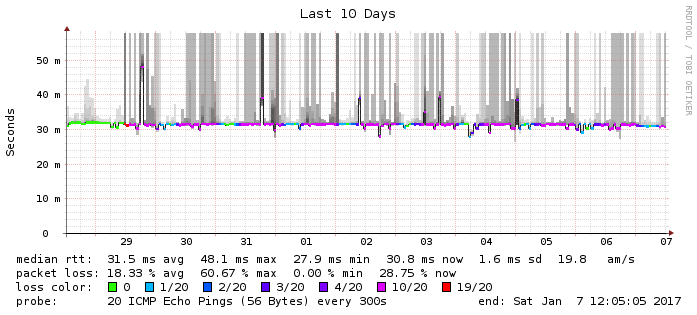 Last 10 Days
RRDTOOL / TOBI OETIKER
Seconds
50 m
40 m
30 m
20 m
10 m
0
29 30 31 01 02 03 04 05 06 07
median rtt: 31.5 ms avg 48.1 ms max 27.9 ms min 30.8 ms now 1.6 ms sd 19.8 am/s
packet loss: 18.33 % avg 60.67 % max 0.00 % min 28.75 % now
loss color: 0 1/20 2/20 3/20 4/20 10/20 19/20
probe: 20 ICMP Echo Pings (56 Bytes) every 300s end: Sat Jan 7 12:05:05 2017